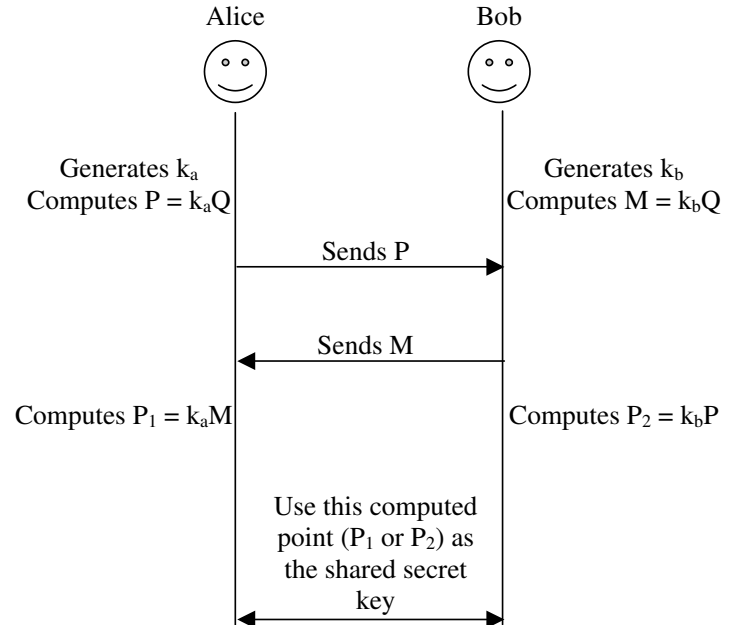 Alice
Bob
Generates kₐ
Computes P = kₐQ
Generates k_b
Computes M = k_bQ
Sends P
Sends M
Computes P₁ = kₐM
Computes P₂ = k_bP
Use this computed
point (P₁ or P₂) as
the shared secret
key